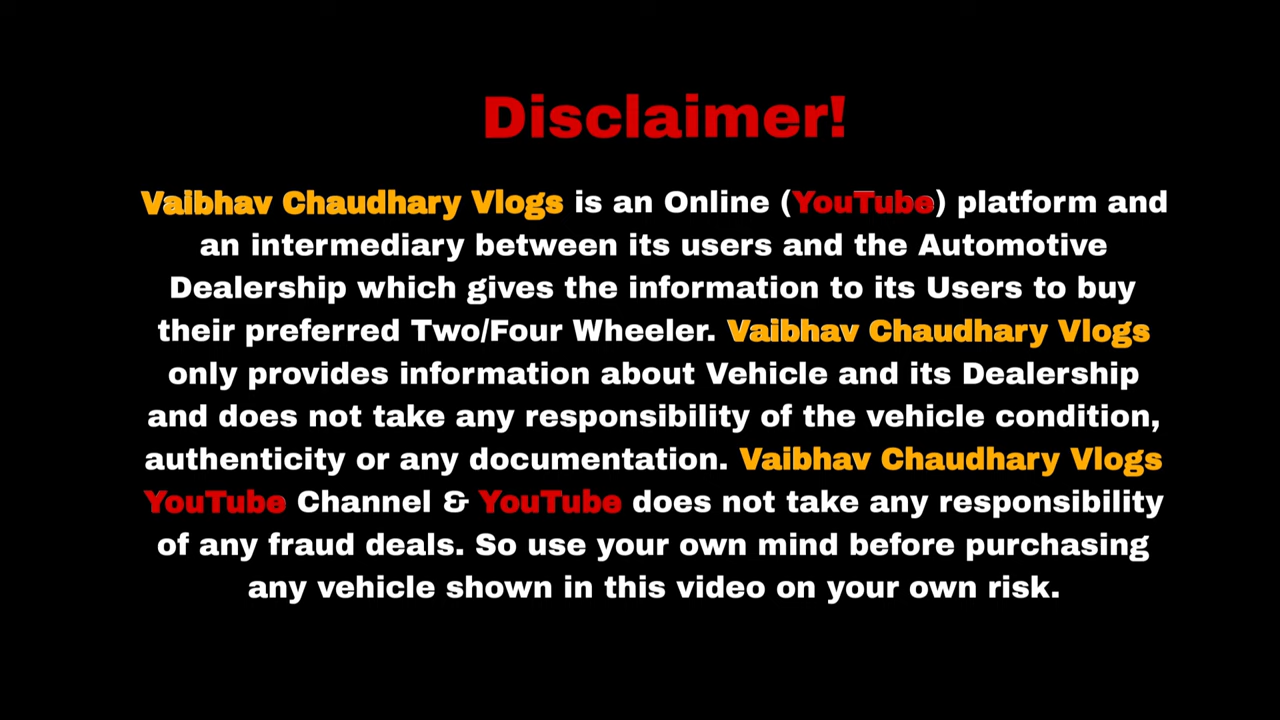 Disclaimer!
Vaibhav Chaudhary Vlogs is an Online (YouTube) platform and
an intermediary between its users and the Automotive
Dealership which gives the information to its Users to buy
their preferred Two/Four Wheeler. Vaibhav Chaudhary Vlogs
only provides information about Vehicle and its Dealership
and does not take any responsibility of the vehicle condition,
authenticity or any documentation. Vaibhav Chaudhary Vlogs
YouTube Channel & YouTube does not take any responsibility
of any fraud deals. So use your own mind before purchasing
any vehicle shown in this video on your own risk.